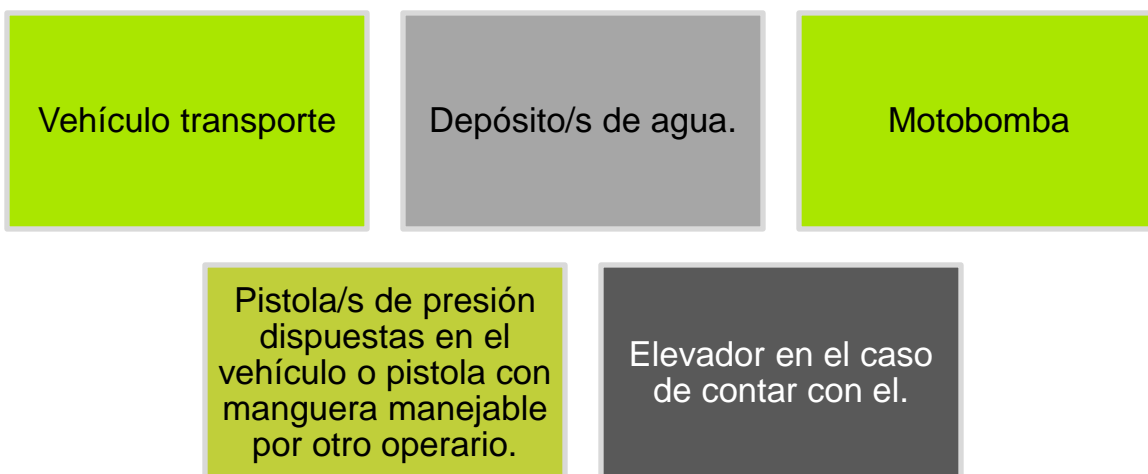 Vehículo transporte
Depósito/s de agua.
Motobomba
Pistola/s de presión
dispuestas en el
vehículo o pistola con
manguera manejable
por otro operario.
Elevador en el caso
de contar con el.